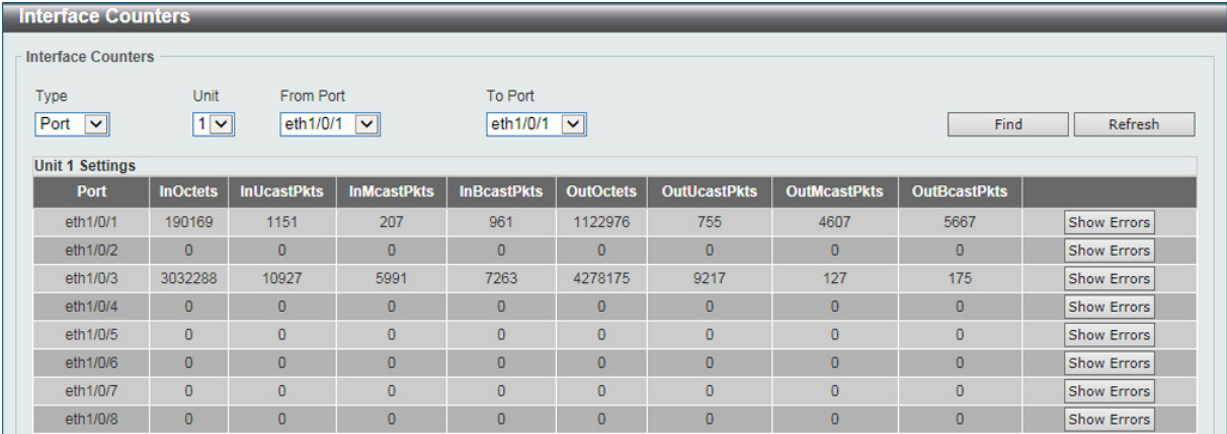 Interface Counters
Interface Counters
Type Unit From Port To Port
Port 1 eth1/0/1 eth1/0/1 Find Refresh
Unit 1 Settings
Port InOctets InUcastPkts InMcastPkts InBcastPkts OutOctets OutUcastPkts OutMcastPkts OutBcastPkts
eth1/0/1 190169 1151 207 961 1122976 755 4607 5667 Show Errors
eth1/0/2 0 0 0 0 0 0 0 0 Show Errors
eth1/0/3 3032288 10927 5991 7263 4278175 9217 127 175 Show Errors
eth1/0/4 0 0 0 0 0 0 0 0 Show Errors
eth1/0/5 0 0 0 0 0 0 0 0 Show Errors
eth1/0/6 0 0 0 0 0 0 0 0 Show Errors
eth1/0/7 0 0 0 0 0 0 0 0 Show Errors
eth1/0/8 0 0 0 0 0 0 0 0 Show Errors